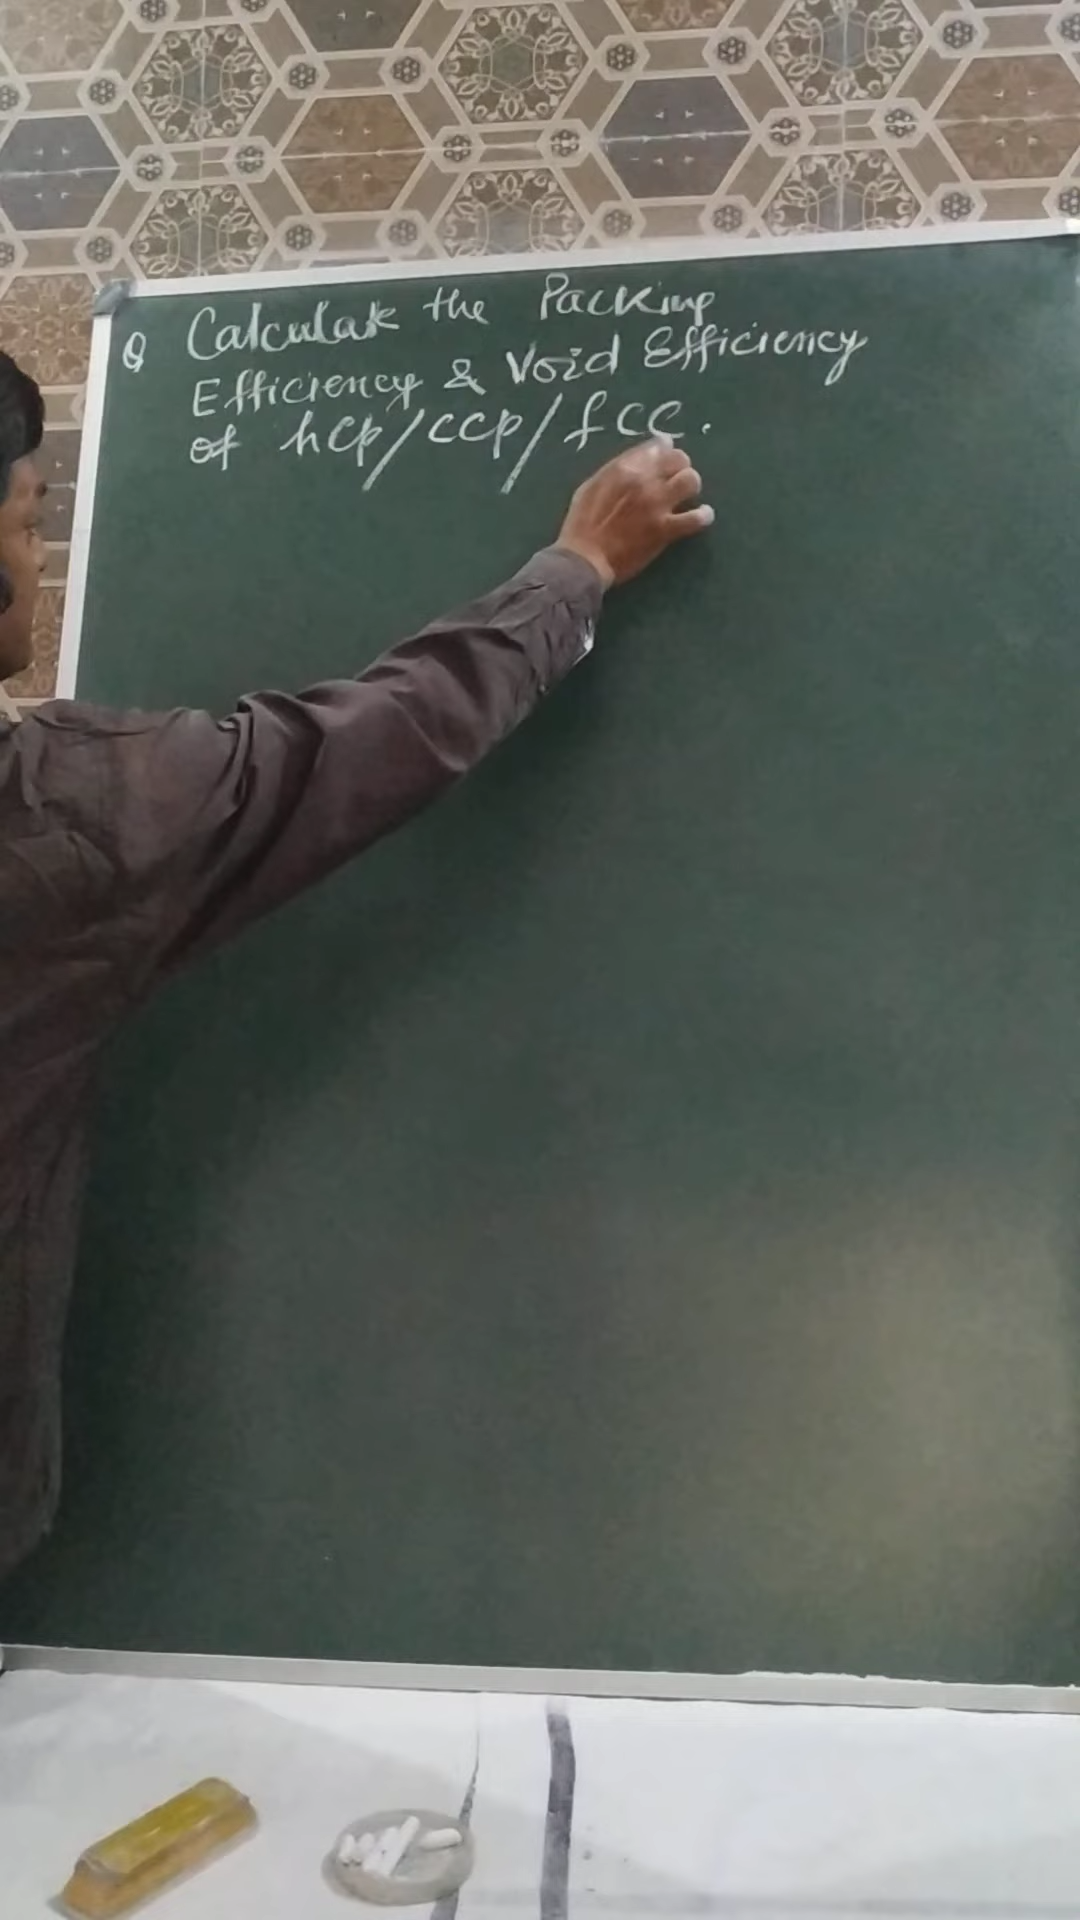 Q Calculate the Packing
Efficiency & Void Efficiency
of hcp/ccp/fcc.